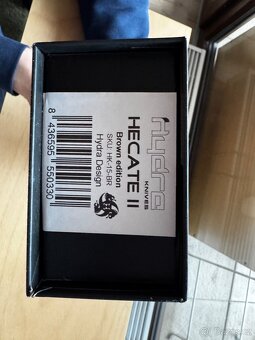 Hydra
KNIVES
HECATE II
Brown edition
SKU: HK-15-BR
Hydra Design
8 436595 550330